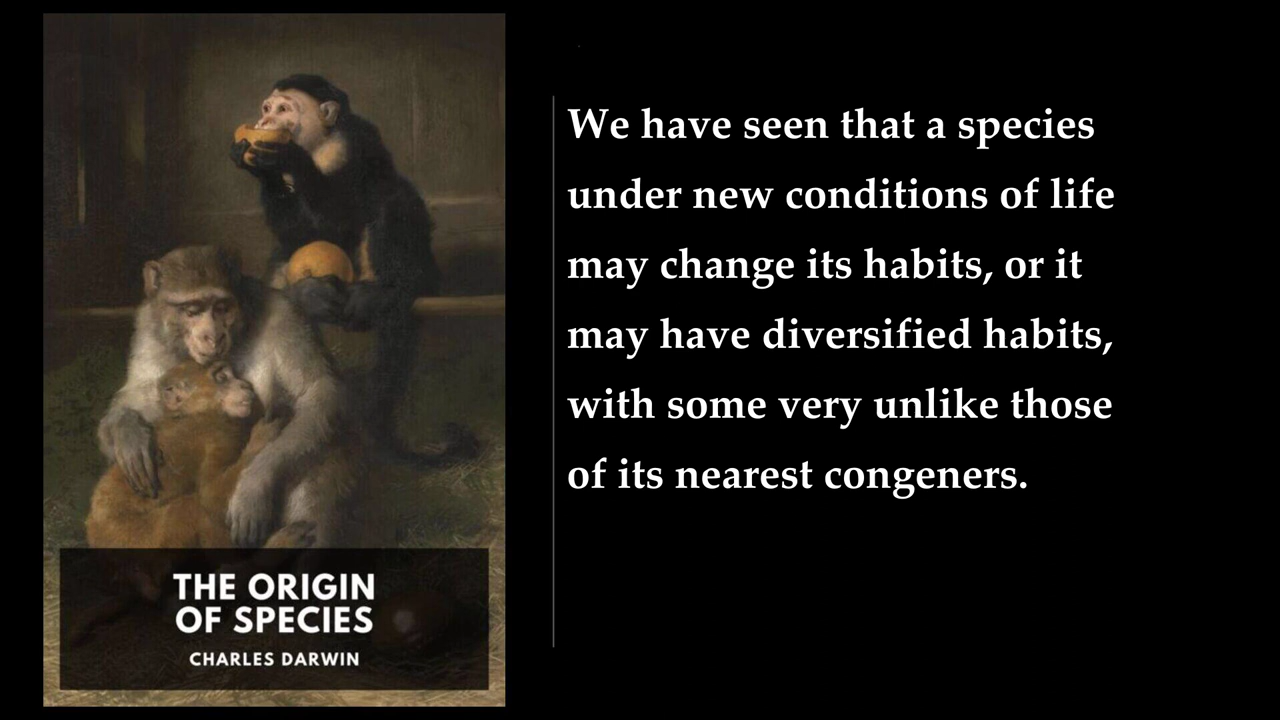 We have seen that a species
under new conditions of life
may change its habits, or it
may have diversified habits,
with some very unlike those
of its nearest congeners.
THE ORIGIN
OF SPECIES
CHARLES DARWIN